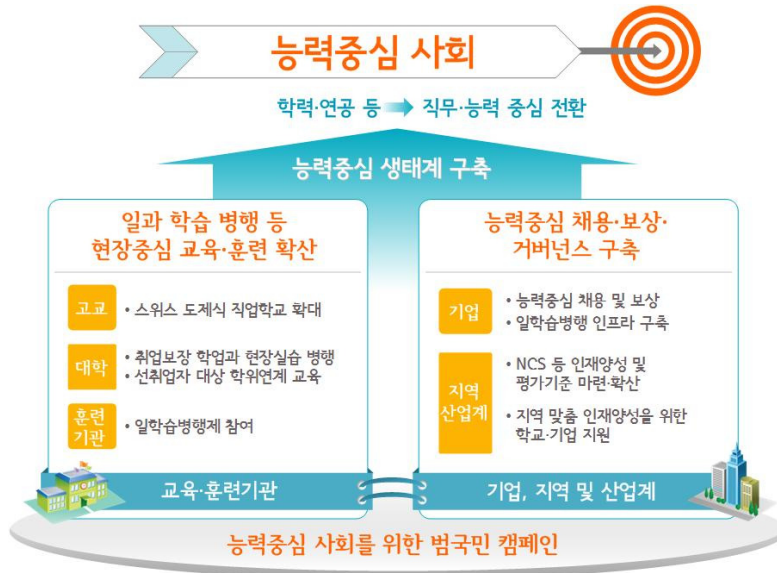 능력중심 사회
학력·연공 등 ➡ 직무·능력 중심 전환
능력중심 생태계 구축
일과 학습 병행 등
현장중심 교육·훈련 확산
고교
• 스위스 도제식 직업학교 확대
대학
• 취업보장 학업과 현장실습 병행
• 선취업자 대상 학위연계 교육
훈련
기관
• 일학습병행제 참여
교육·훈련기관
능력중심 채용·보상·
거버넌스 구축
기업
• 능력중심 채용 및 보상
• 일학습병행 인프라 구축
지역
산업계
• NCS 등 인재양성 및
평가기준 마련·확산
• 지역 맞춤 인재양성을 위한
학교·기업 지원
기업, 지역 및 산업계
능력중심 사회를 위한 범국민 캠페인